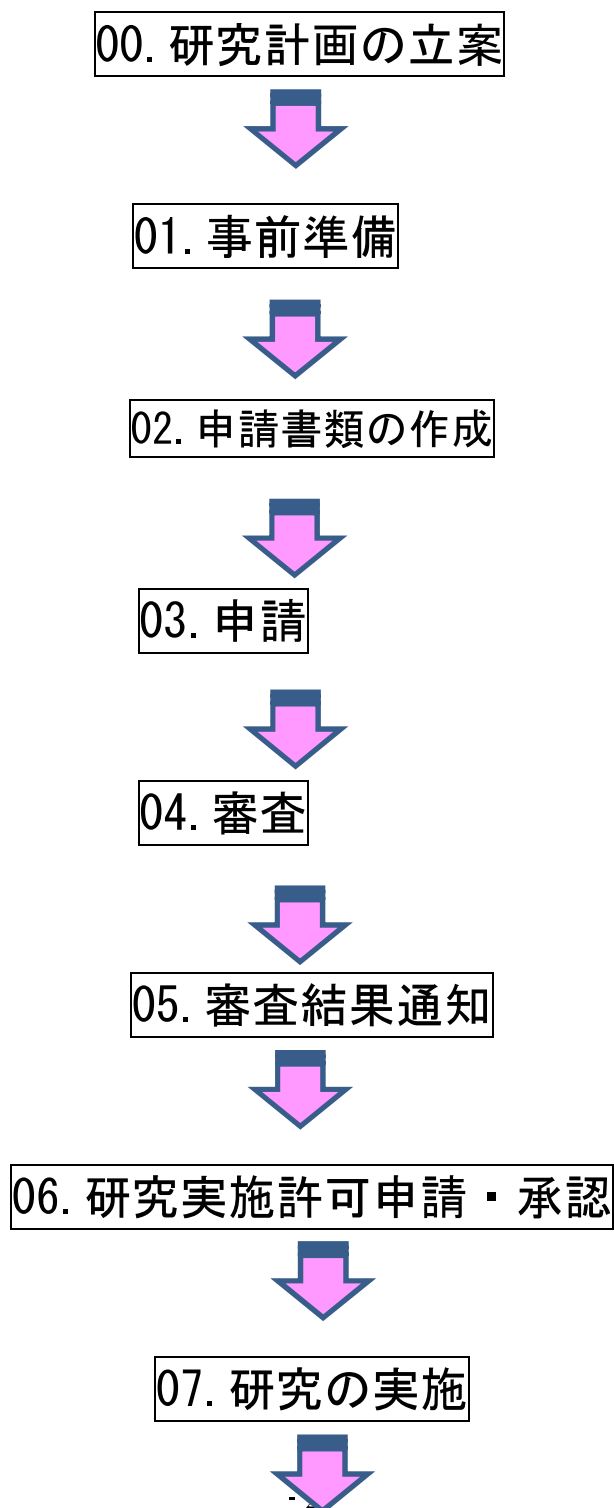 00.研究計画の立案
01.事前準備
02.申請書類の作成
03.申請
04.審査
05.審査結果通知
06.研究実施許可申請・承認
07.研究の実施